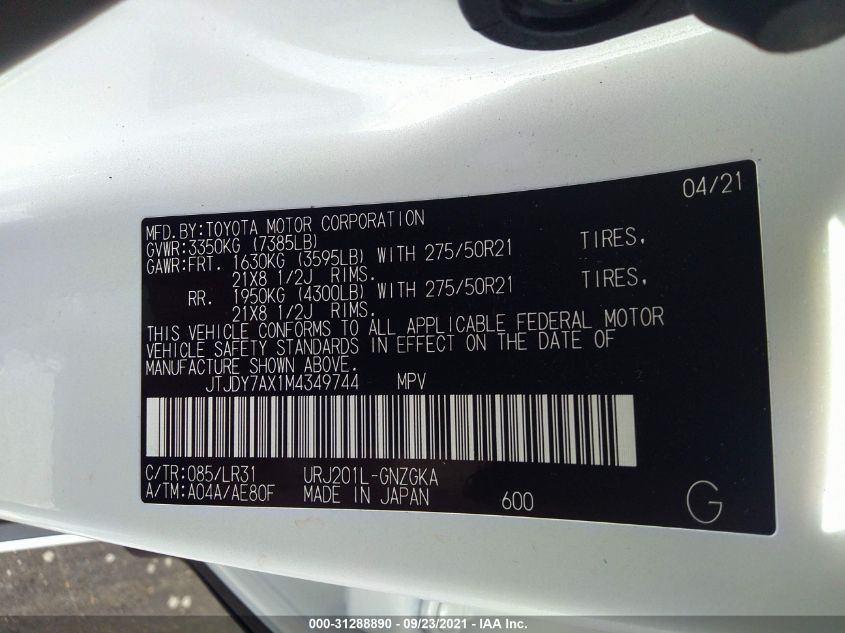 04/21
MFD.BY:TOYOTA MOTOR CORPORATION
GVWR:3350KG (7385LB)
GAWR:FRT. 1630KG (3595LB) WITH 275/50R21 TIRES,
21X8 1/2J RIMS.
RR. 1950KG (4300LB) WITH 275/50R21 TIRES,
21X8 1/2J RIMS.
THIS VEHICLE CONFORMS TO ALL APPLICABLE FEDERAL MOTOR
VEHICLE SAFETY STANDARDS IN EFFECT ON THE DATE OF
MANUFACTURE SHOWN ABOVE.
JTJDY7AX1M4349744 MPV
C/TR:085/LR31 URJ201L-GNZGKA
A/TM:A04A/AE80F MADE IN JAPAN 600
G
000-31288890 - 09/23/2021 - IAA Inc.